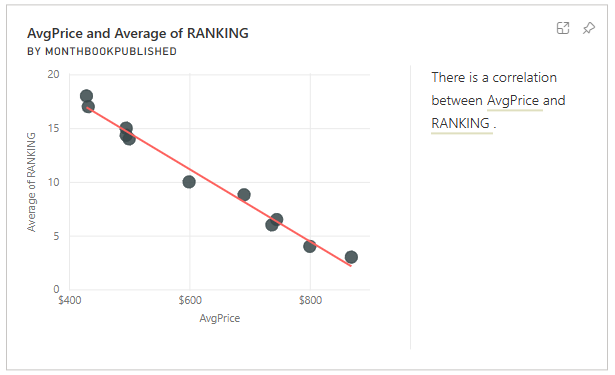 AvgPrice and Average of RANKING
BY MONTHBOOKPUBLISHED
20
15
10
5
0
Average of RANKING
$400
$600
$800
AvgPrice
There is a correlation
between AvgPrice and
RANKING .